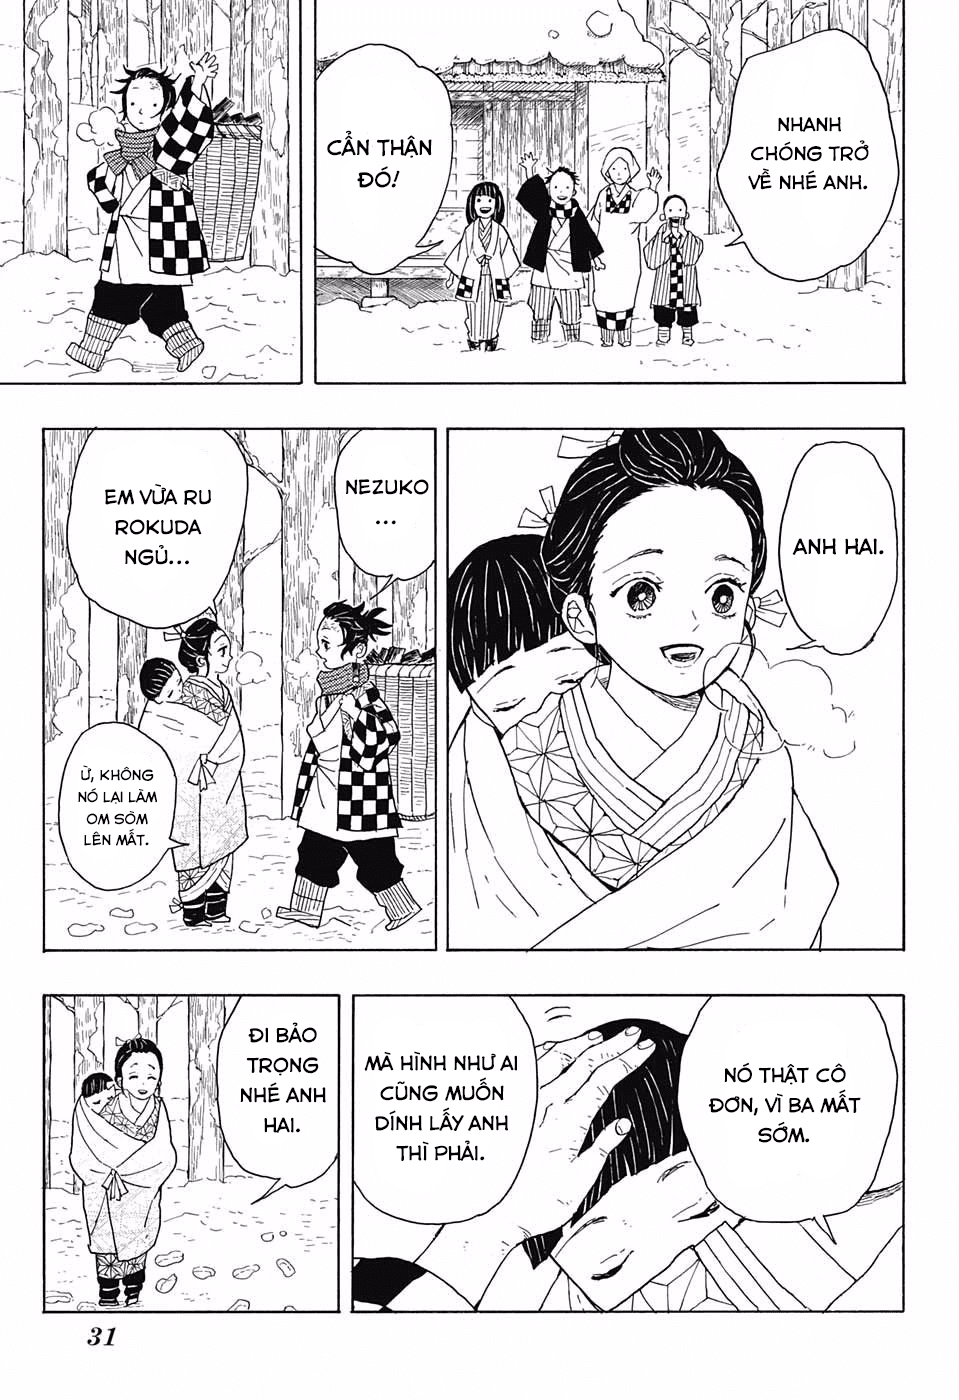 NHANH
CHÓNG TRỞ
VỀ NHÉ ANH.
CẨN THẬN
ĐÓ!
ANH HAI.
NEZUKO
...
EM VỪA RU
ROKUDA
NGỦ...
Ừ, KHÔNG
NÓ LẠI LÀM
OM SỜM
LÊN MẤT.
NÓ THẬT CÔ
ĐƠN, VÌ BA MẤT
SỚM.
MÀ HÌNH NHƯ AI
CŨNG MUỐN
DÍNH LẤY ANH
THÌ PHẢI.
ĐI BẢO
TRỌNG
NHÉ ANH
HAI.
31